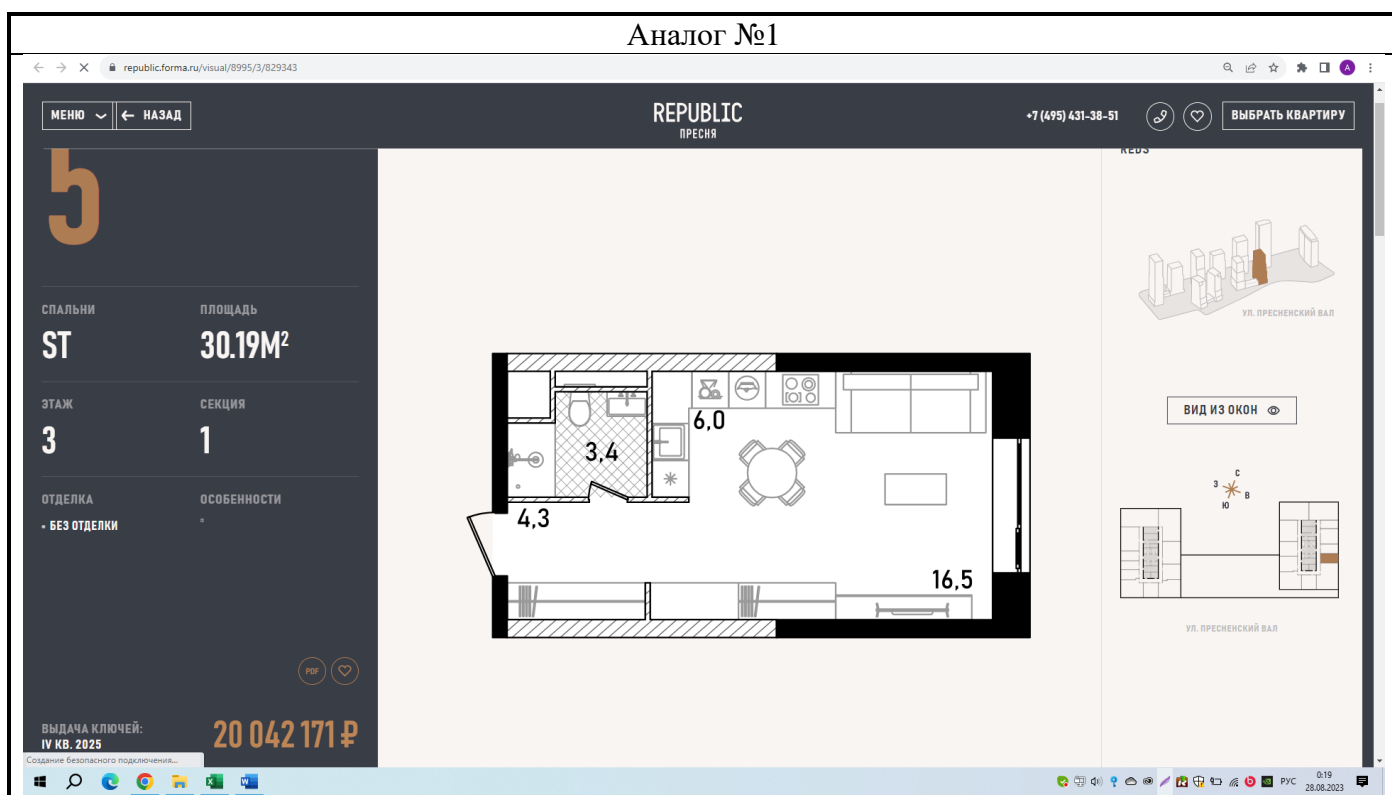 Аналог №1
republic.forma.ru/visual/8995/3/829343
A
МЕНЮ
НАЗАД
REPUBLIC
ПРЕСНЯ
+7 (495) 431-38-51
ВЫБРАТЬ КВАРТИРУ
5
REDS
СПАЛЬНИ
ПЛОЩАДЬ
ST
30.19М²
УЛ. ПРЕСНЕНСКИЙ ВАЛ
ЭТАЖ
СЕКЦИЯ
3
1
ВИД ИЗ ОКОН
6,0
3,4
4,3
16,5
ОТДЕЛКА
ОСОБЕННОСТИ
БЕЗ ОТДЕЛКИ
С
З
В
Ю
УЛ. ПРЕСНЕНСКИЙ ВАЛ
PDF
ВЫДАЧА КЛЮЧЕЙ:
IV КВ. 2025
20 042 171 ₽
Создание безопасного подключения...
РУС
0:19
28.08.2023